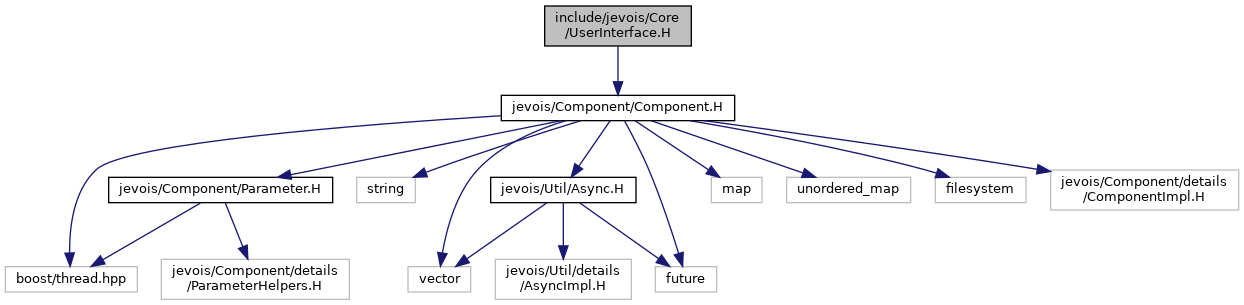 include/jevois/Core
/UserInterface.H
jevois/Component/Component.H
jevois/Component/Parameter.H
string
jevois/Util/Async.H
map
unordered_map
filesystem
jevois/Component/details
/ComponentImpl.H
boost/thread.hpp
jevois/Component/details
/ParameterHelpers.H
vector
jevois/Util/details
/AsyncImpl.H
future